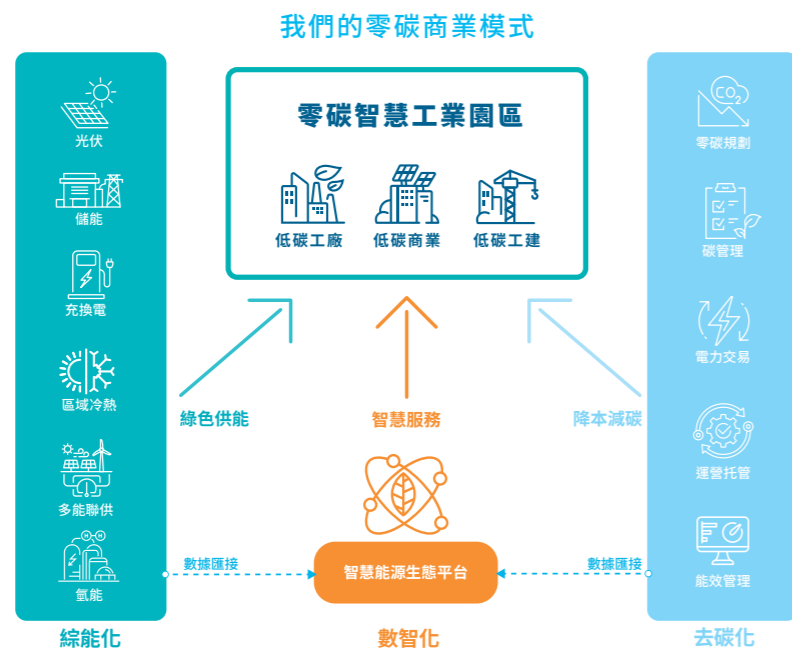 我們的零碳商業模式
光伏
儲能
充換電
區域冷熱
多能聯供
氫能
綜能化
零碳智慧工業園區
低碳工廠
低碳商業
低碳工建
綠色供能
智慧服務
降本減碳
數據匯接
智慧能源生態平台
數據匯接
數智化
CO2
零碳規劃
碳管理
電力交易
運營托管
能效管理
去碳化